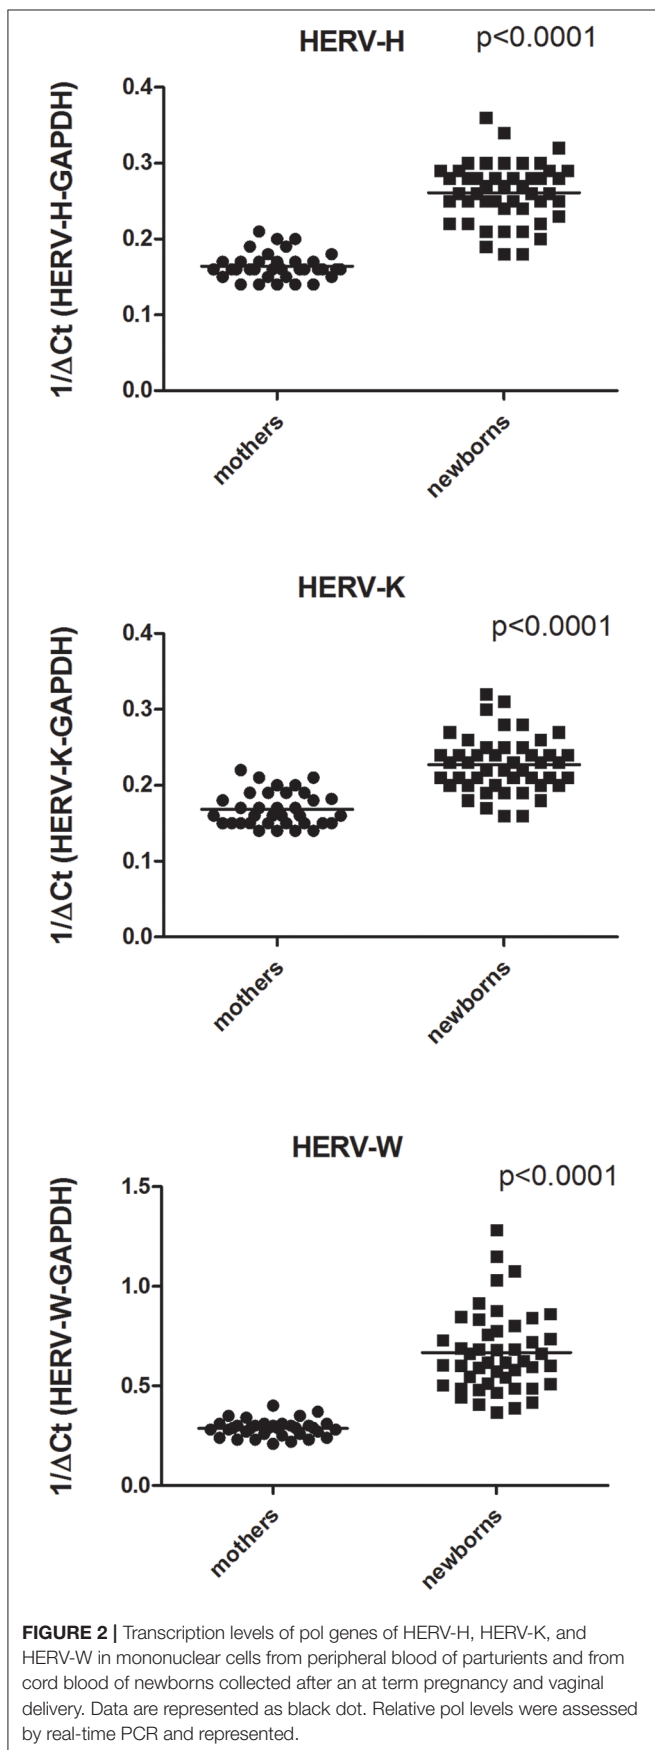 HERV-H
p<0.0001
1/ΔCt (HERV-H-GAPDH)
0.4
0.3
0.2
0.1
0.0
mothers
newborns
HERV-K
p<0.0001
1/ΔCt (HERV-K-GAPDH)
0.4
0.3
0.2
0.1
0.0
mothers
newborns
HERV-W
p<0.0001
1/ΔCt (HERV-W-GAPDH)
1.5
1.0
0.5
0.0
mothers
newborns
FIGURE 2 | Transcription levels of pol genes of HERV-H, HERV-K, and
HERV-W in mononuclear cells from peripheral blood of parturients and from
cord blood of newborns collected after an at term pregnancy and vaginal
delivery. Data are represented as black dot. Relative pol levels were assessed
by real-time PCR and represented.